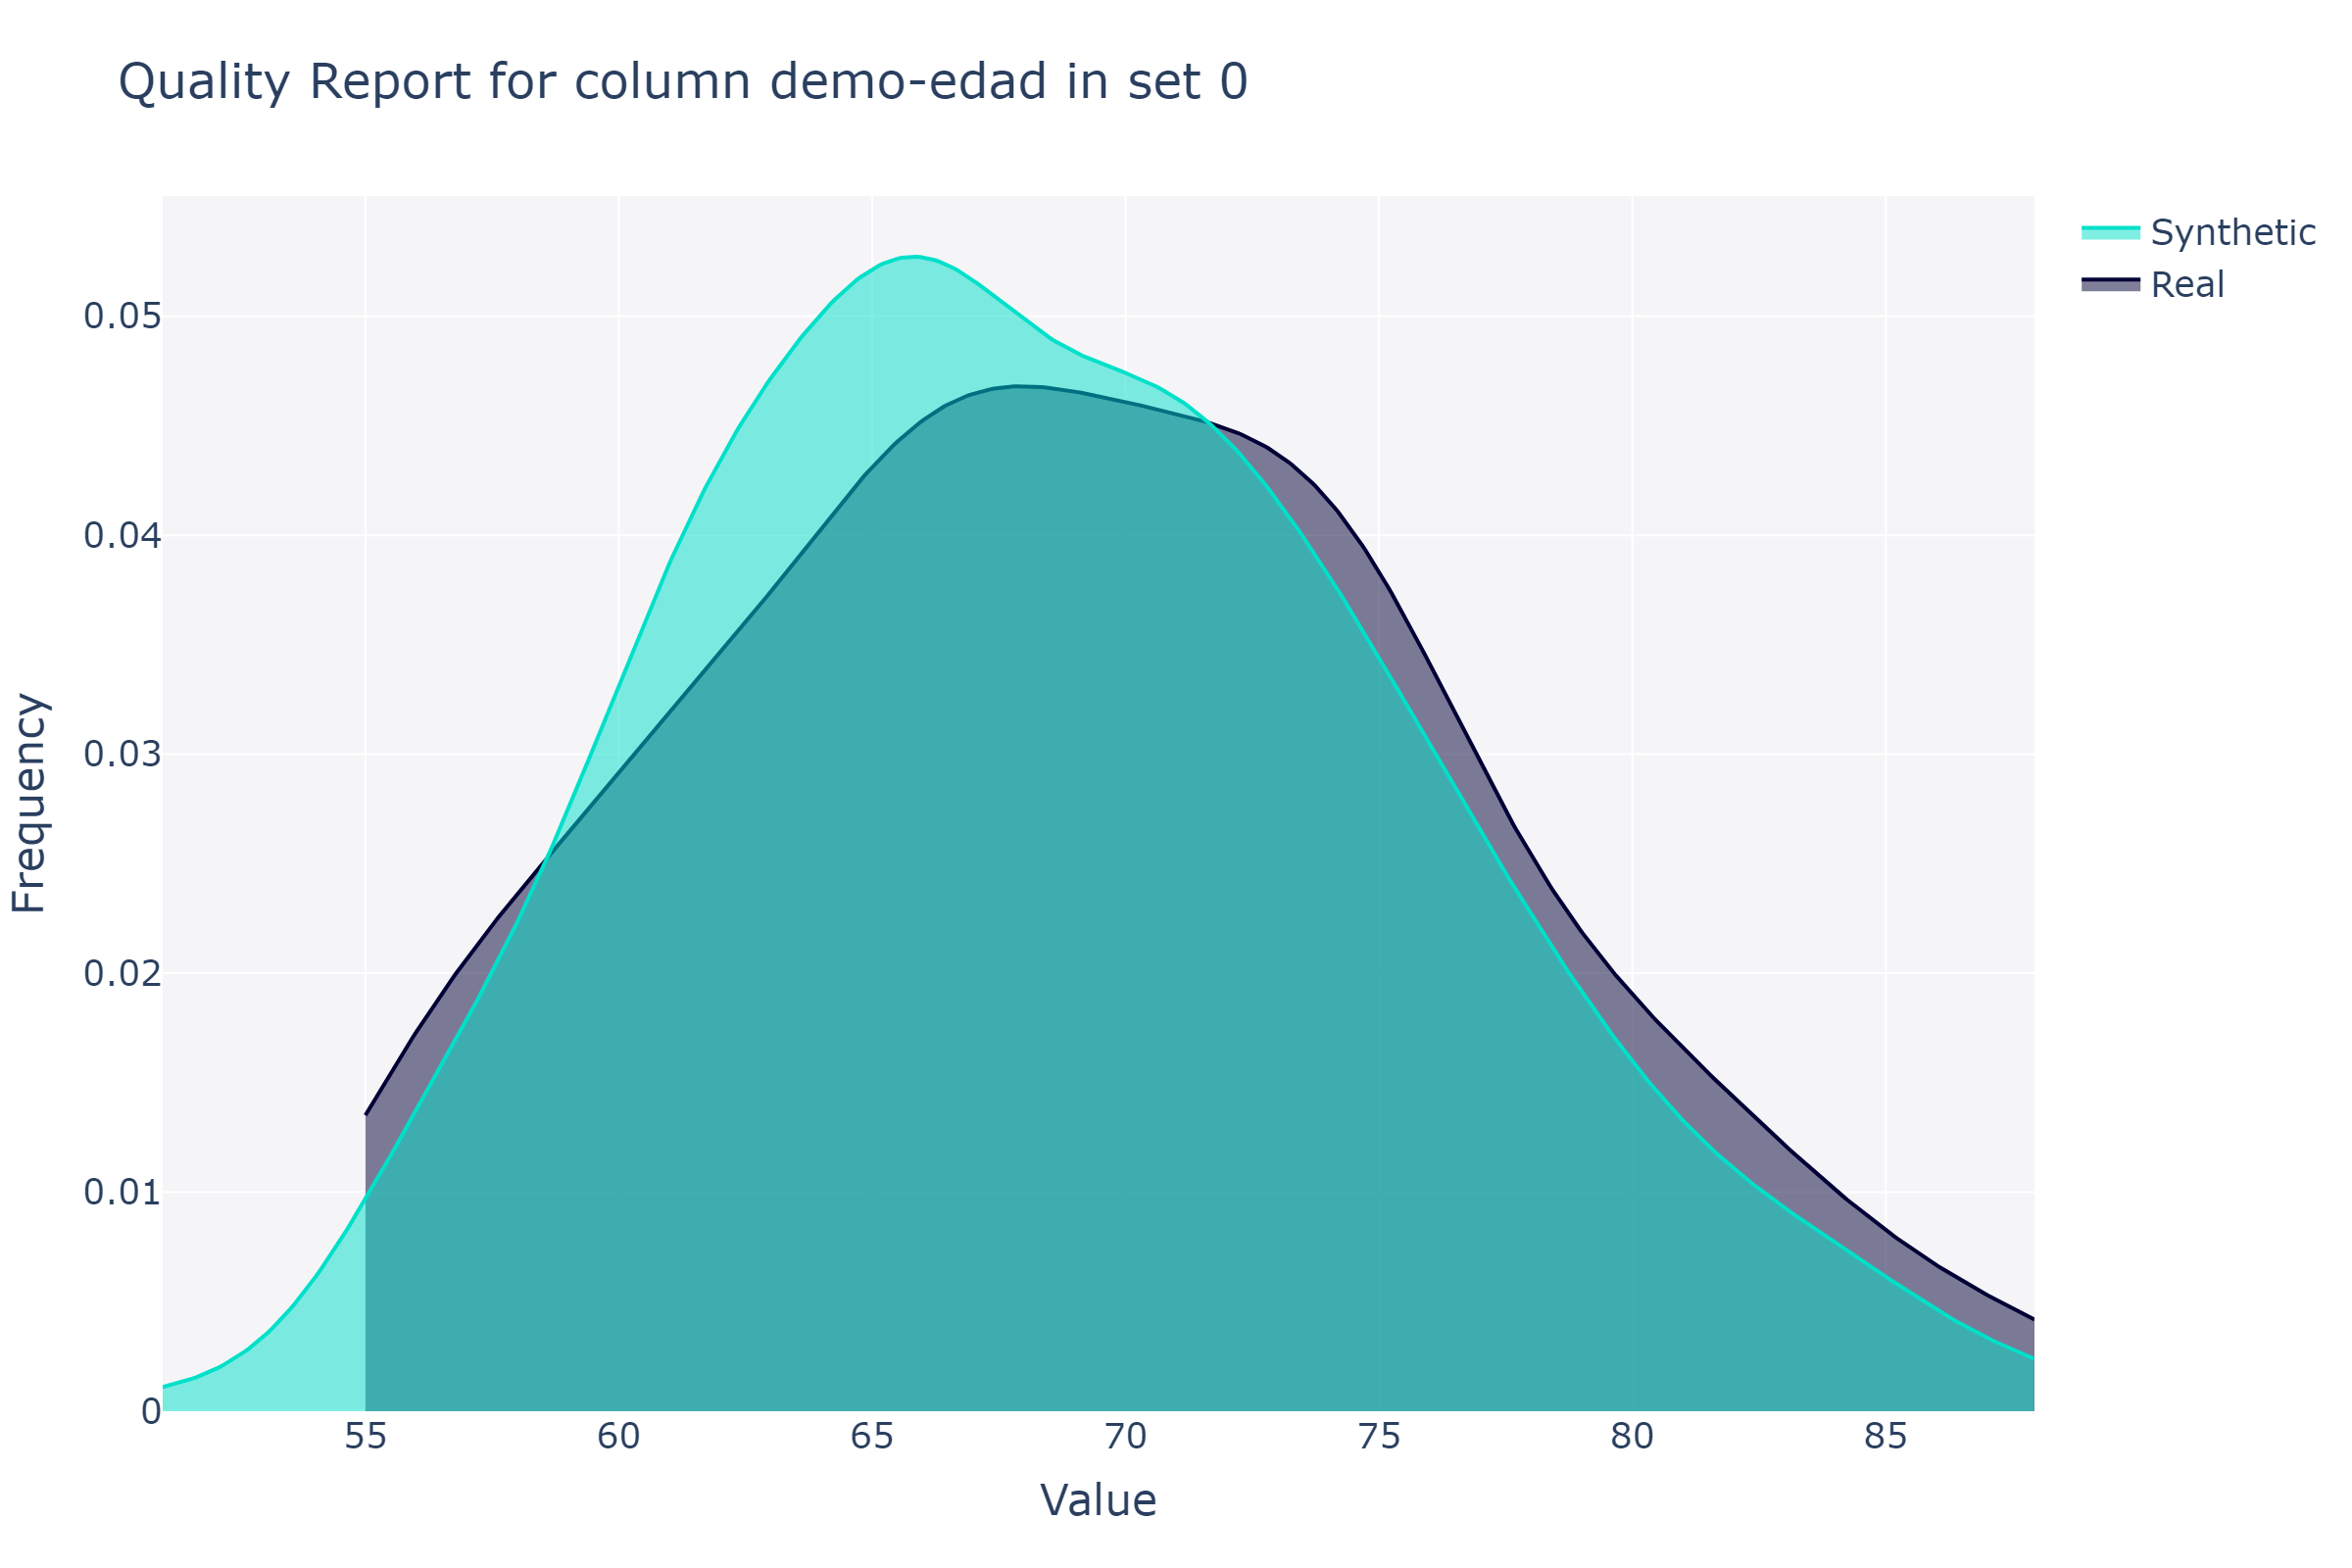 Quality Report for column demo-edad in set 0
Synthetic
Real
0.05
0.04
0.03
0.02
0.01
0
Frequency
55 60 65 70 75 80 85
Value